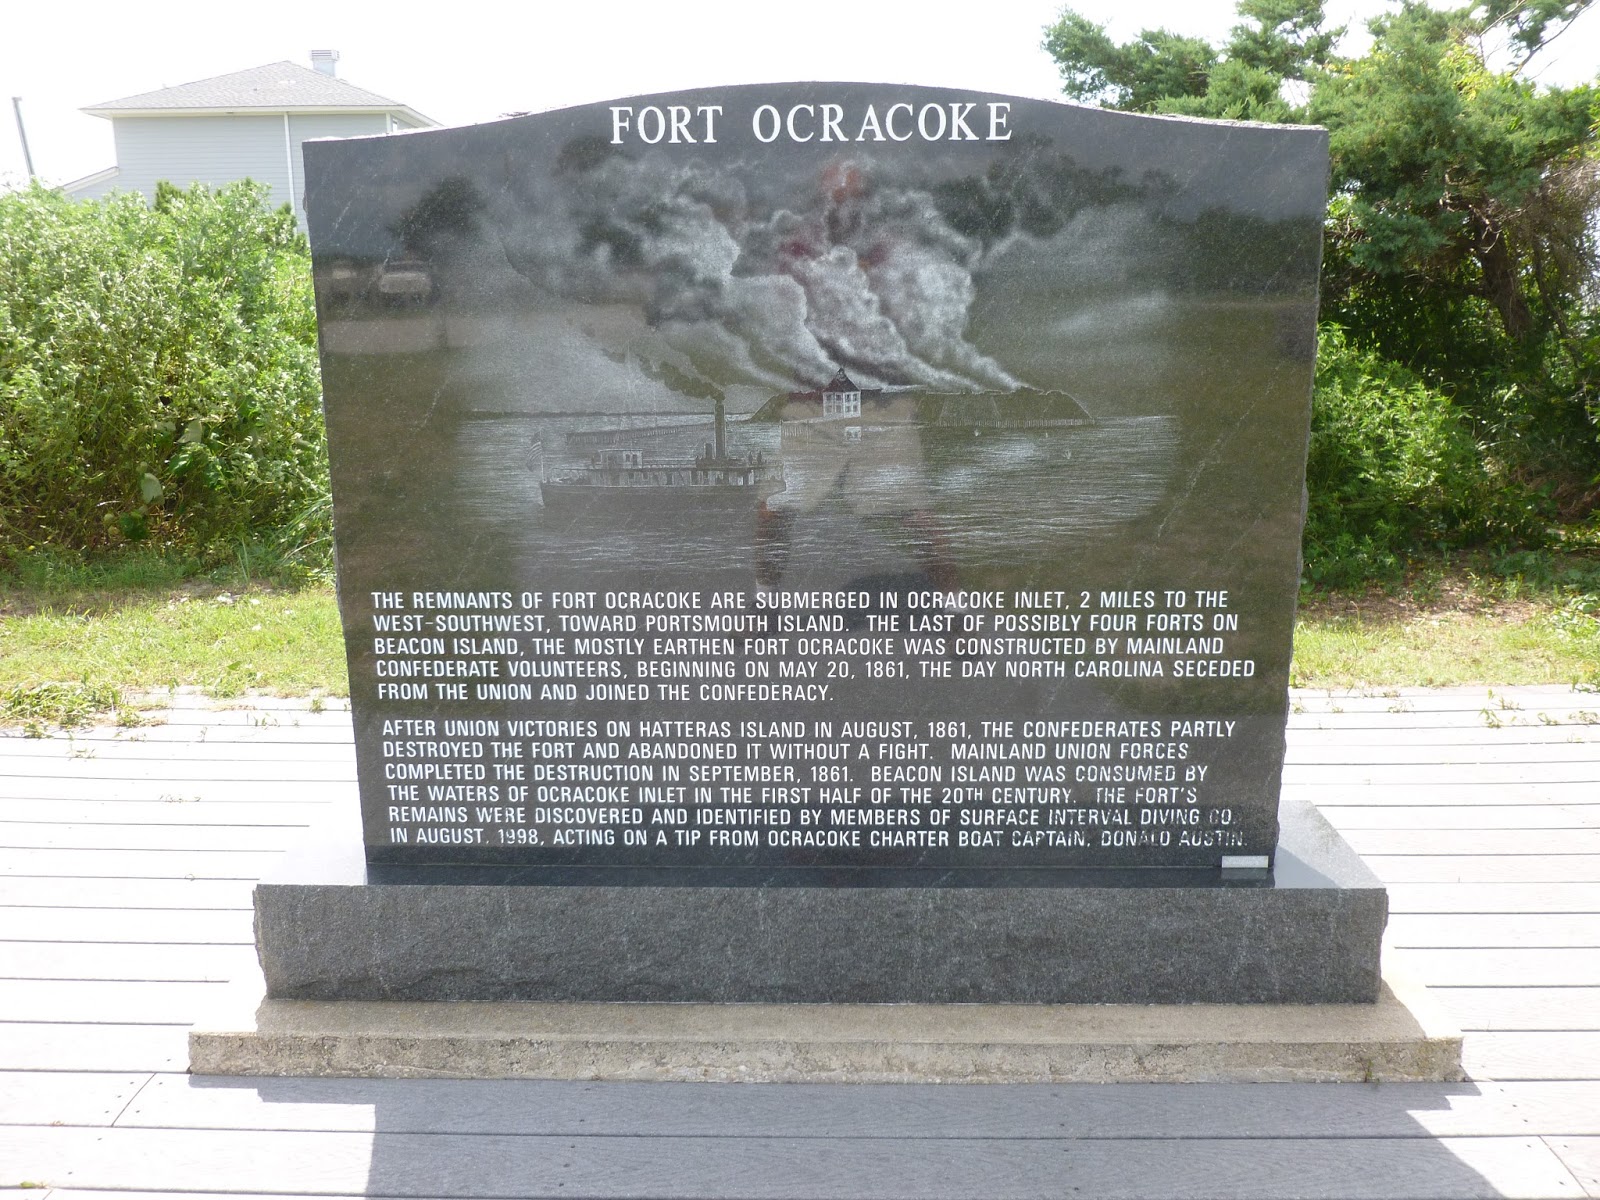 FORT OCRACOKE
THE REMNANTS OF FORT OCRACOKE ARE SUBMERGED IN OCRACOKE INLET, 2 MILES TO THE
WEST-SOUTHWEST, TOWARD PORTSMOUTH ISLAND. THE LAST OF POSSIBLY FOUR FORTS ON
BEACON ISLAND, THE MOSTLY EARTHEN FORT OCRACOKE WAS CONSTRUCTED BY MAINLAND
CONFEDERATE VOLUNTEERS, BEGINNING ON MAY 20, 1861, THE DAY NORTH CAROLINA SECEDED
FROM THE UNION AND JOINED THE CONFEDERACY.
AFTER UNION VICTORIES ON HATTERAS ISLAND IN AUGUST, 1861, THE CONFEDERATES PARTLY
DESTROYED THE FORT AND ABANDONED IT WITHOUT A FIGHT. MAINLAND UNION FORCES
COMPLETED THE DESTRUCTION IN SEPTEMBER, 1861. BEACON ISLAND WAS CONSUMED BY
THE WATERS OF OCRACOKE INLET IN THE FIRST HALF OF THE 20TH CENTURY. THE FORT'S
REMAINS WERE DISCOVERED AND IDENTIFIED BY MEMBERS OF SURFACE INTERVAL DIVING CO.
IN AUGUST, 1998, ACTING ON A TIP FROM OCRACOKE CHARTER BOAT CAPTAIN, DONALD AUSTIN.